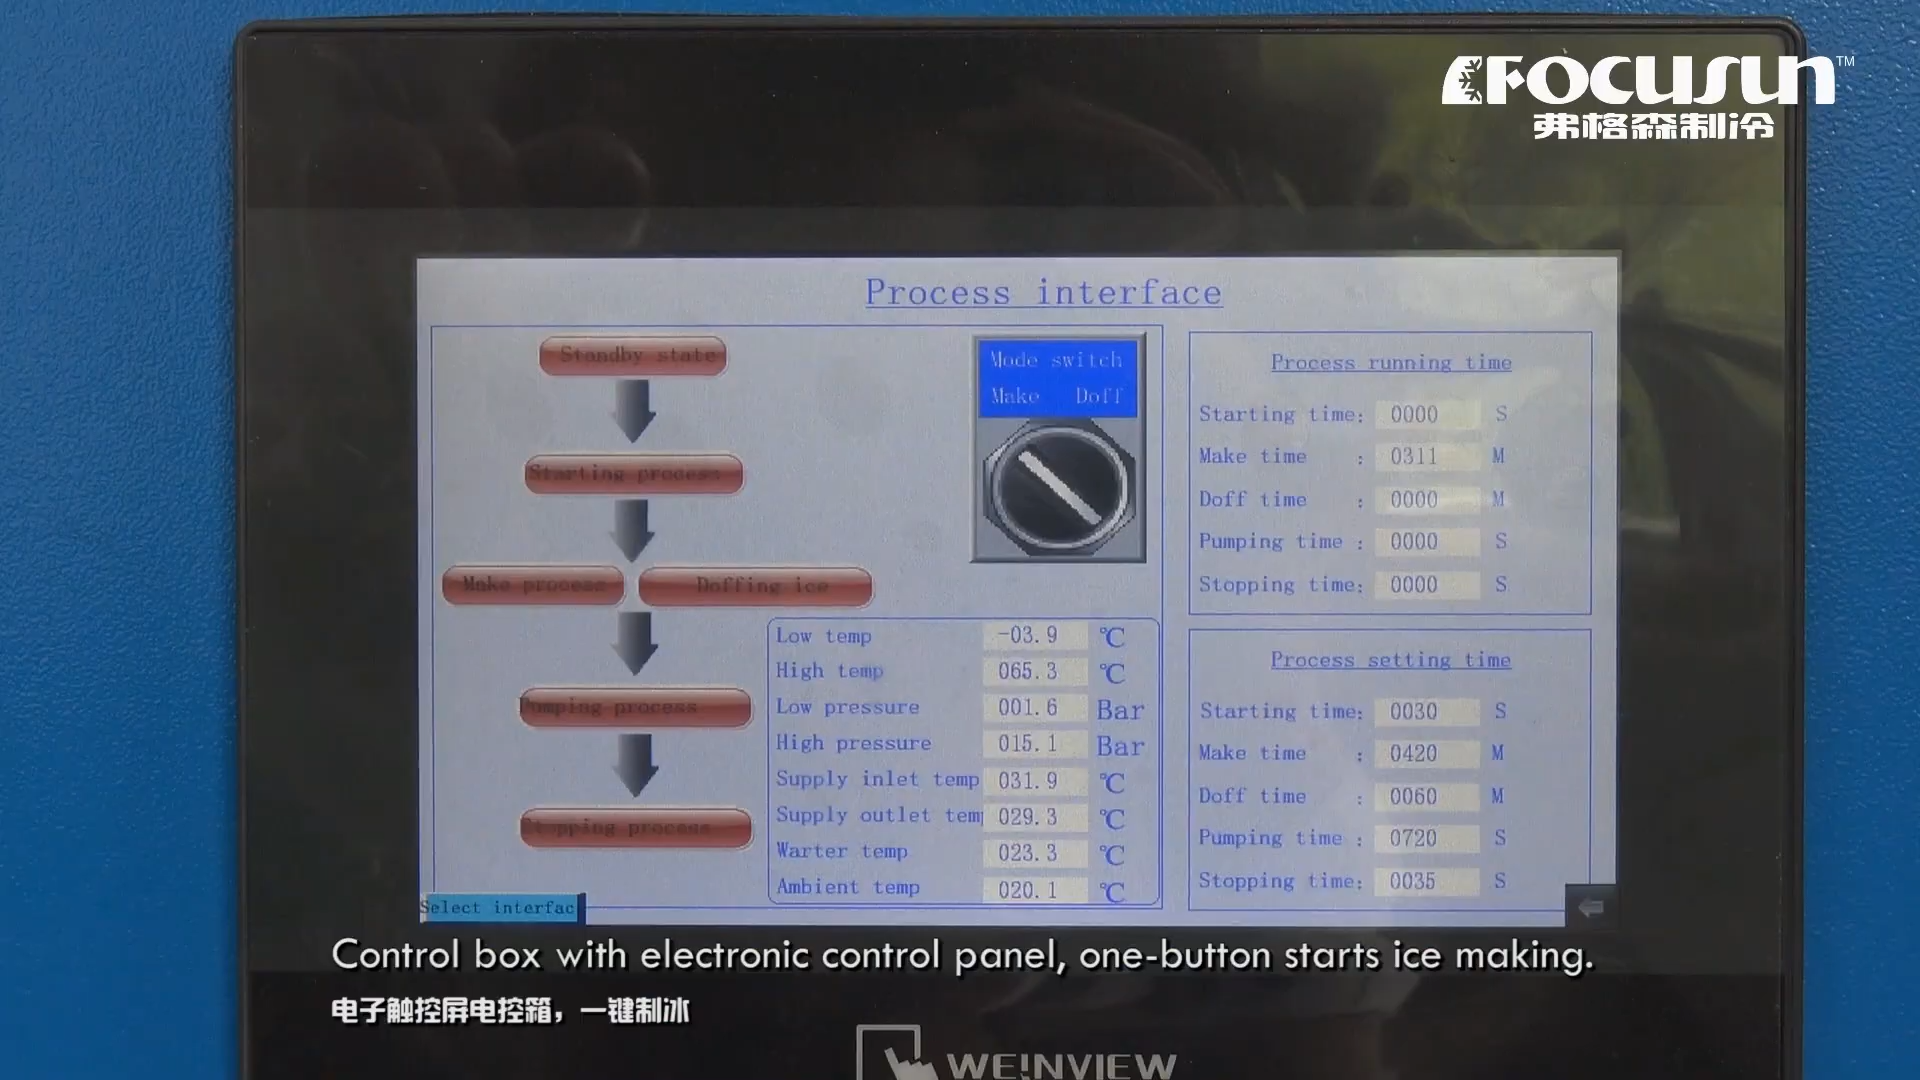 FOCUSUN™
弗格森制冷
Process interface
Standby state
Starting process
Make process
Doffing ice
Pumping process
Stopping process
Select interfac
Mode switch
Make Doff
Low temp -03.9 ℃
High temp 065.3 ℃
Low pressure 001.6 Bar
High pressure 015.1 Bar
Supply inlet temp 031.9 ℃
Supply outlet tem 029.3 ℃
Warter temp 023.3 ℃
Ambient temp 020.1 ℃
Process running time
Starting time: 0000 S
Make time : 0311 M
Doff time : 0000 M
Pumping time : 0000 S
Stopping time: 0000 S
Process setting time
Starting time: 0030 S
Make time : 0420 M
Doff time : 0060 M
Pumping time : 0720 S
Stopping time: 0035 S
Control box with electronic control panel, one-button starts ice making.
电子触控屏电控箱，一键制冰
WE!NVIEW